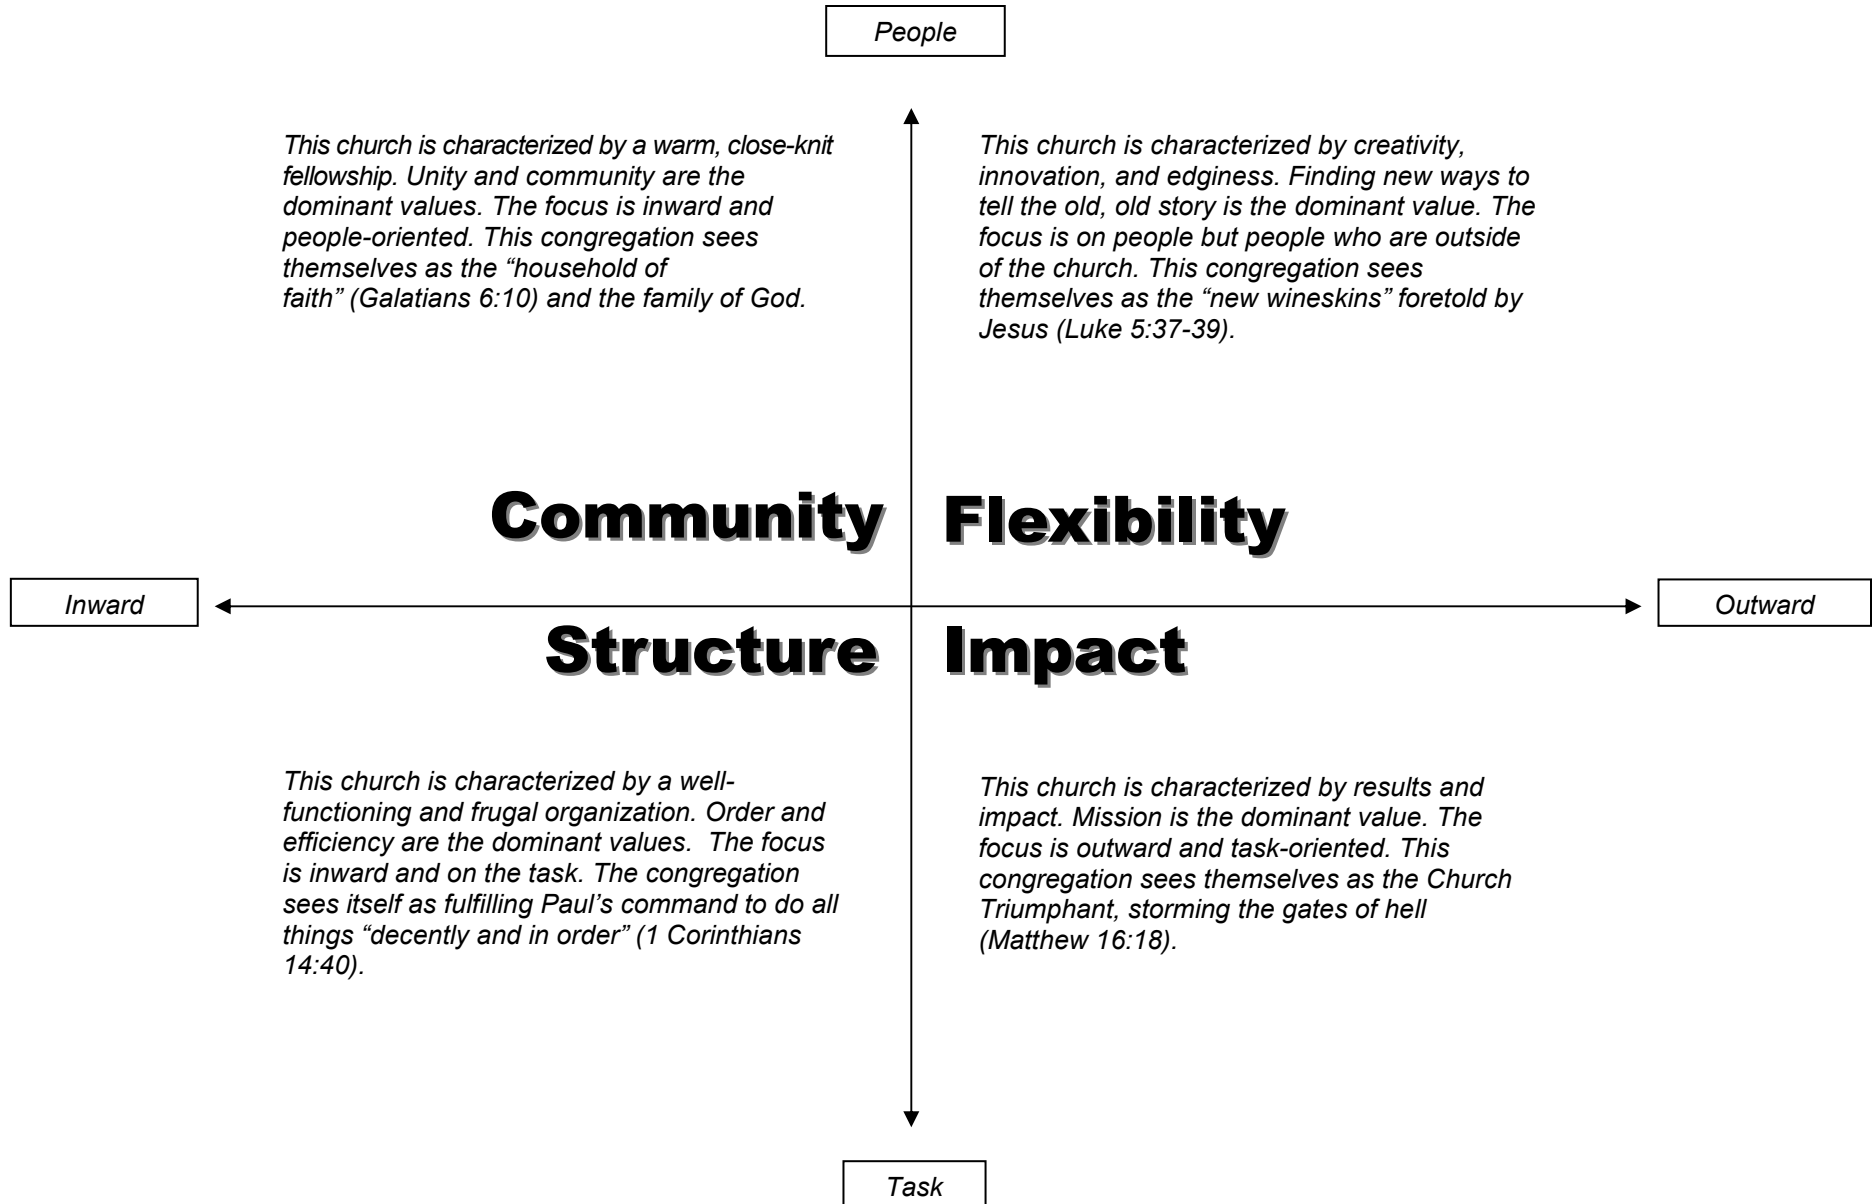 People
This church is characterized by a warm, close-knit
fellowship. Unity and community are the
dominant values. The focus is inward and
people-oriented. This congregation sees
themselves as the “household of
faith” (Galatians 6:10) and the family of God.
This church is characterized by creativity,
innovation, and edginess. Finding new ways to
tell the old, old story is the dominant value. The
focus is on people but people who are outside
of the church. This congregation sees
themselves as the “new wineskins” foretold by
Jesus (Luke 5:37-39).
Community
Flexibility
Inward
Outward
Structure
Impact
This church is characterized by a well-
functioning and frugal organization. Order and
efficiency are the dominant values.  The focus
is inward and on the task. The congregation
sees itself as fulfilling Paul’s command to do all
things “decently and in order” (1 Corinthians
14:40).
This church is characterized by results and
impact. Mission is the dominant value. The
focus is outward and task-oriented. This
congregation sees themselves as the Church
Triumphant, storming the gates of hell
(Matthew 16:18).
Task